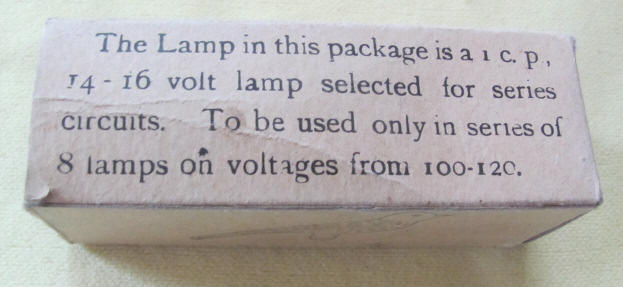 The Lamp in this package is a 1 c. p.,
14-16 volt lamp selected for series
circuits. To be used only in series of
8 lamps on voltages from 100-120.